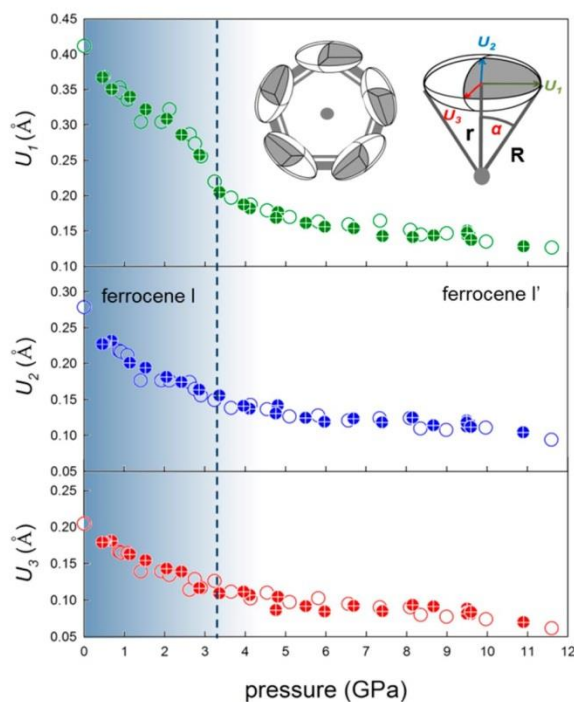 0.45
0.40
0.35
0.30
0.25
0.20
0.15
0.10
U₁ (Å)
U₂
U₁
U₃
r
α
R
0.30
0.25
0.20
0.15
0.10
0.05
U₂ (Å)
ferrocene I
ferrocene I'
0.25
0.20
0.15
0.10
0.05
U₃ (Å)
0 1 2 3 4 5 6 7 8 9 10 11 12
pressure (GPa)